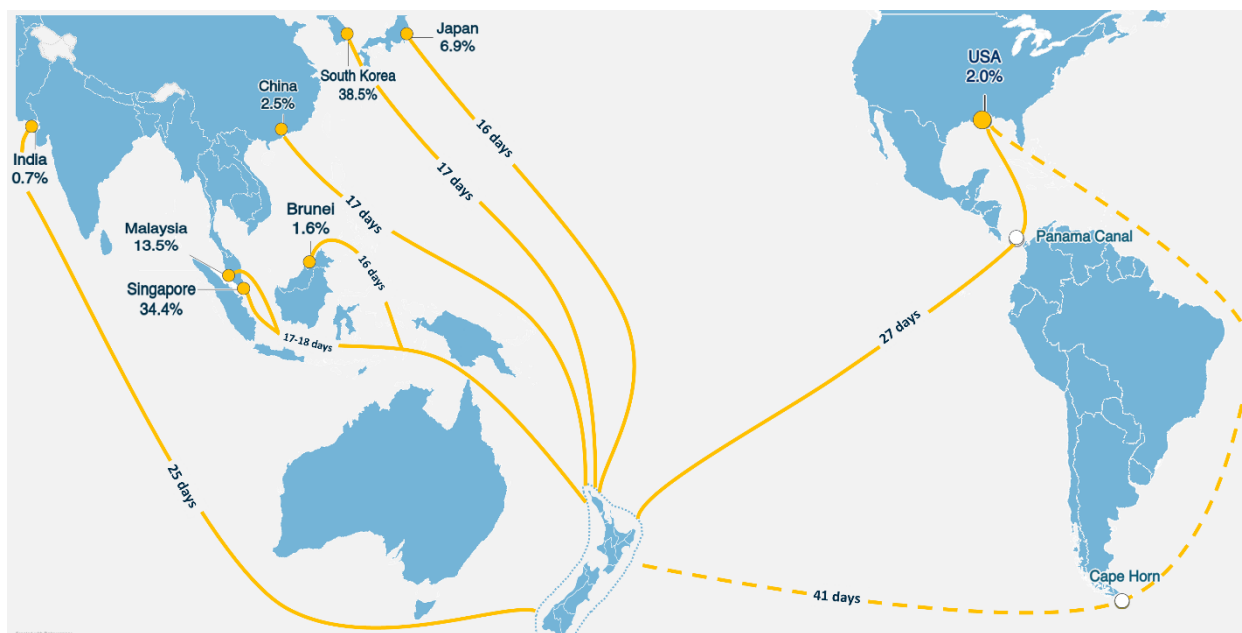 Japan
6.9%
South Korea
38.5%
China
2.5%
USA
2.0%
India
0.7%
Malaysia
13.5%
Singapore
34.4%
Brunei
1.6%
16 days
17 days
17 days
16 days
17-18 days
25 days
Panama Canal
27 days
41 days
Cape Horn